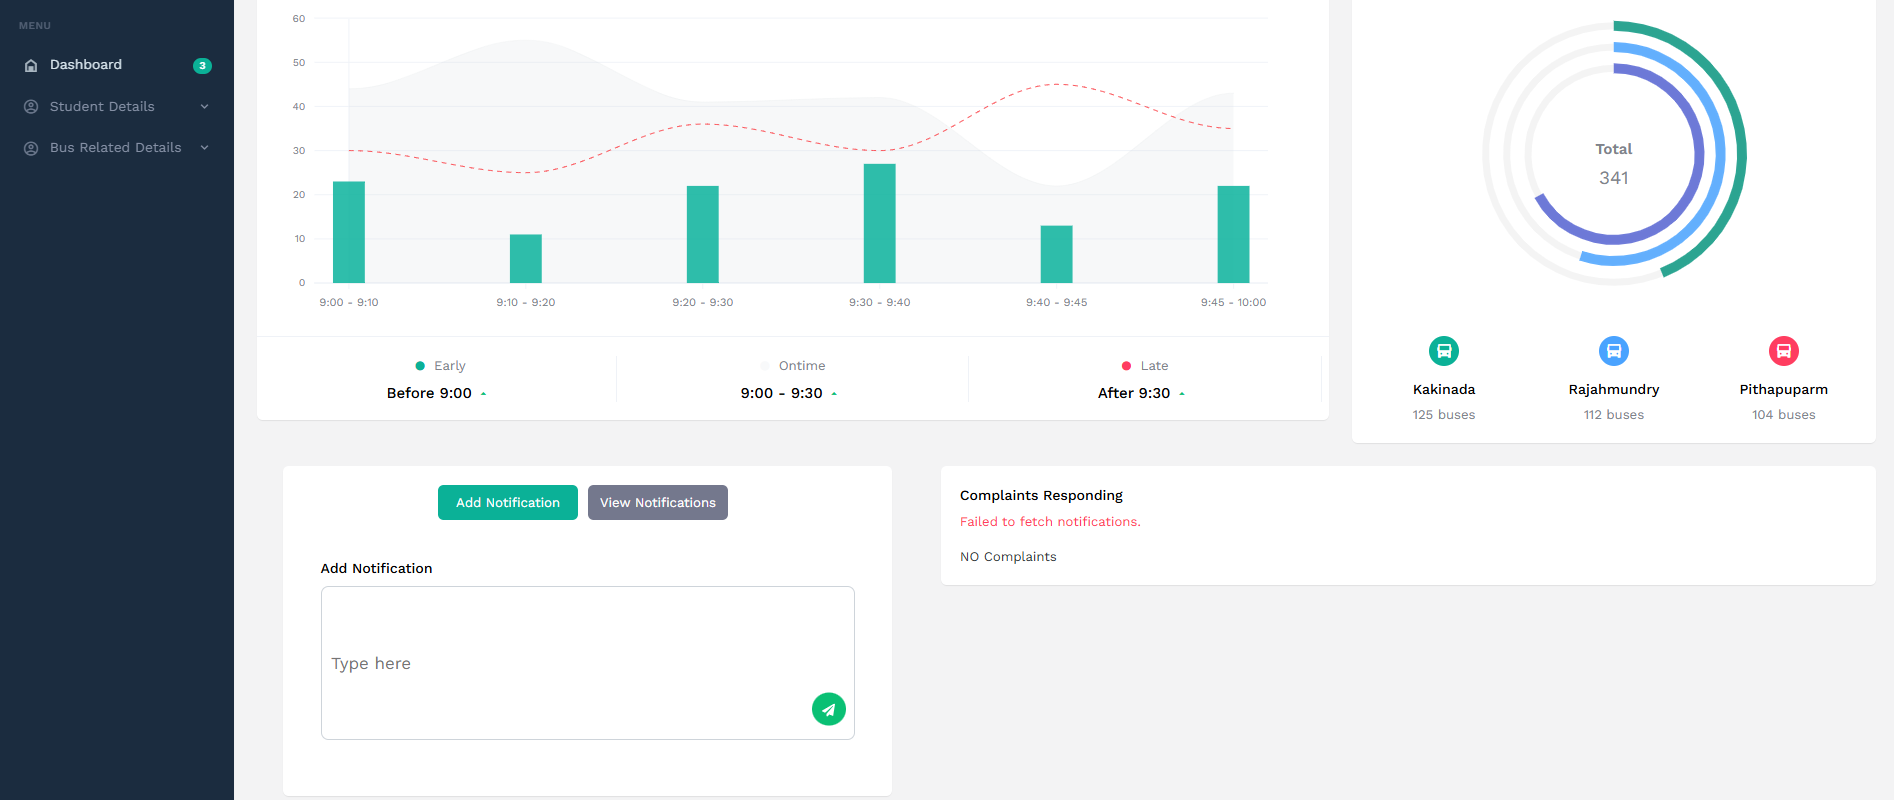 MENU
Dashboard 3
Student Details
Bus Related Details
60
50
40
30
20
10
0
9:00 - 9:10 9:10 - 9:20 9:20 - 9:30 9:30 - 9:40 9:40 - 9:45 9:45 - 10:00
Early Ontime Late
Before 9:00 9:00 - 9:30 After 9:30
Total
341
Kakinada Rajahmundry Pithapuparm
125 buses 112 buses 104 buses
Add Notification View Notifications
Add Notification
Type here
Complaints Responding
Failed to fetch notifications.
NO Complaints